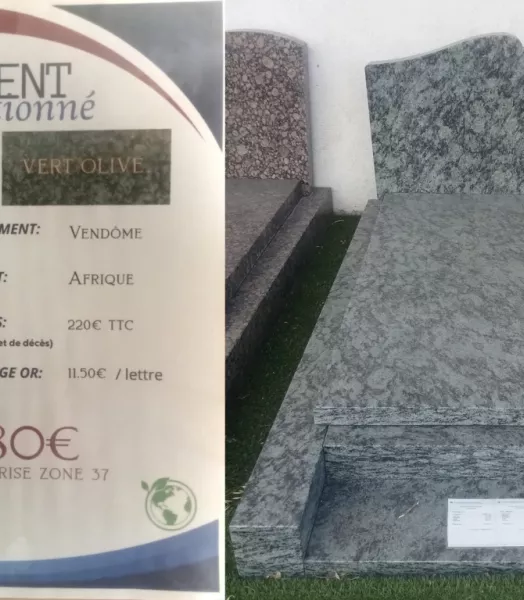 ENT
ionné
VERT OLIVE
MENT: VENDÔME
T: AFRIQUE
S: 220€ TTC
et de décès)
GE OR: 11.50€ / lettre
80€
RISE ZONE 37